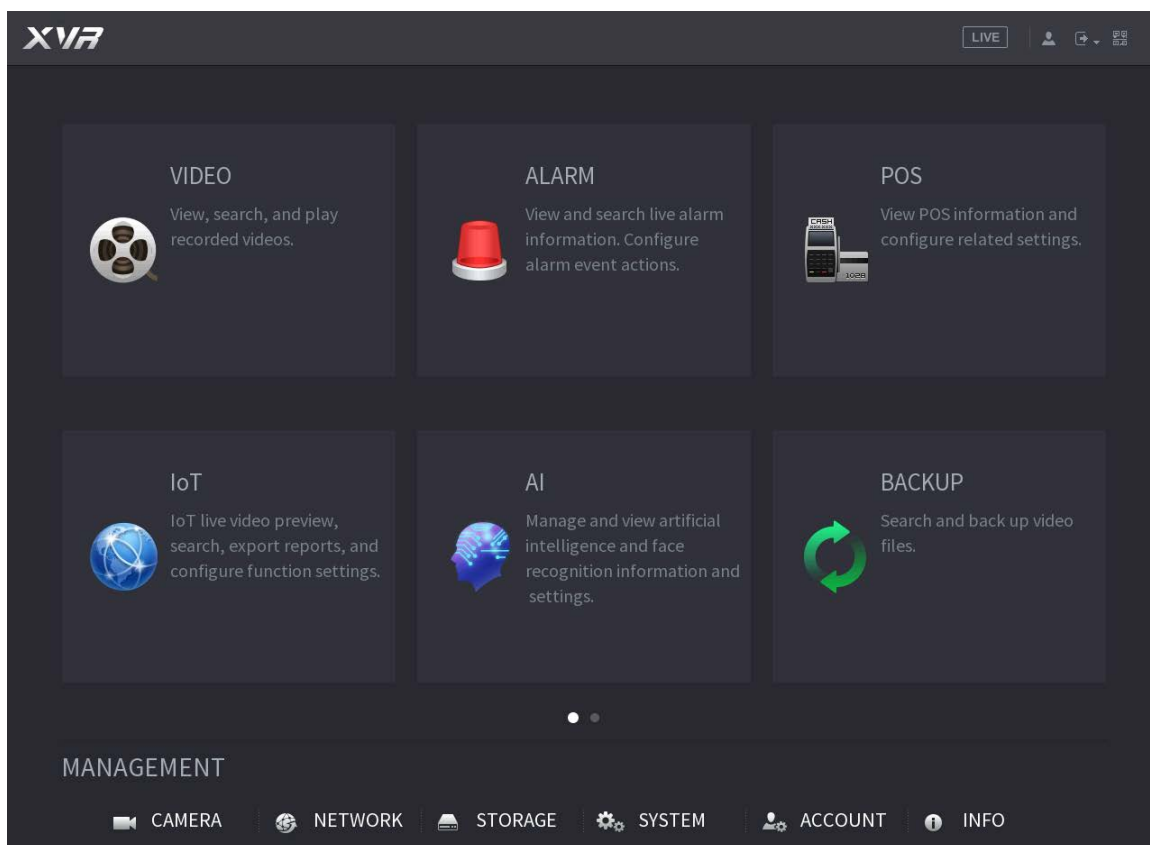 XVR
LIVE
VIDEO
View, search, and play
recorded videos.
ALARM
View and search live alarm
information. Configure
alarm event actions.
POS
View POS information and
configure related settings.
CASH
1028
IoT
IoT live video preview,
search, export reports, and
configure function settings.
AI
Manage and view artificial
intelligence and face
recognition information and
settings.
BACKUP
Search and back up video
files.
MANAGEMENT
CAMERA NETWORK STORAGE SYSTEM ACCOUNT INFO